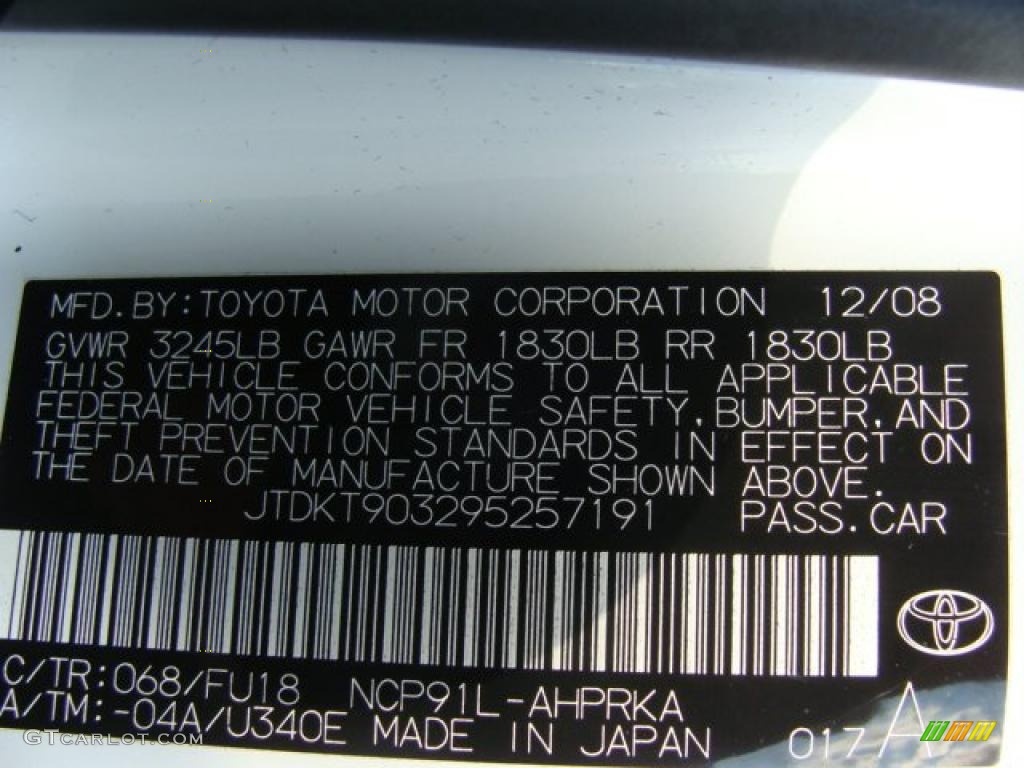 MFD.BY:TOYOTA MOTOR CORPORATION 12/08
GVWR 3245LB GAWR FR 1830LB RR 1830LB
THIS VEHICLE CONFORMS TO ALL APPLICABLE
FEDERAL MOTOR VEHICLE SAFETY,BUMPER,AND
THEFT PREVENTION STANDARDS IN EFFECT ON
THE DATE OF MANUFACTURE SHOWN ABOVE.
JTDKT903295257191 PASS.CAR
C/TR:068/FU18 NCP91L-AHPRKA
A/TM:-04A/U340E MADE IN JAPAN 017A
GTCARLOT.COM